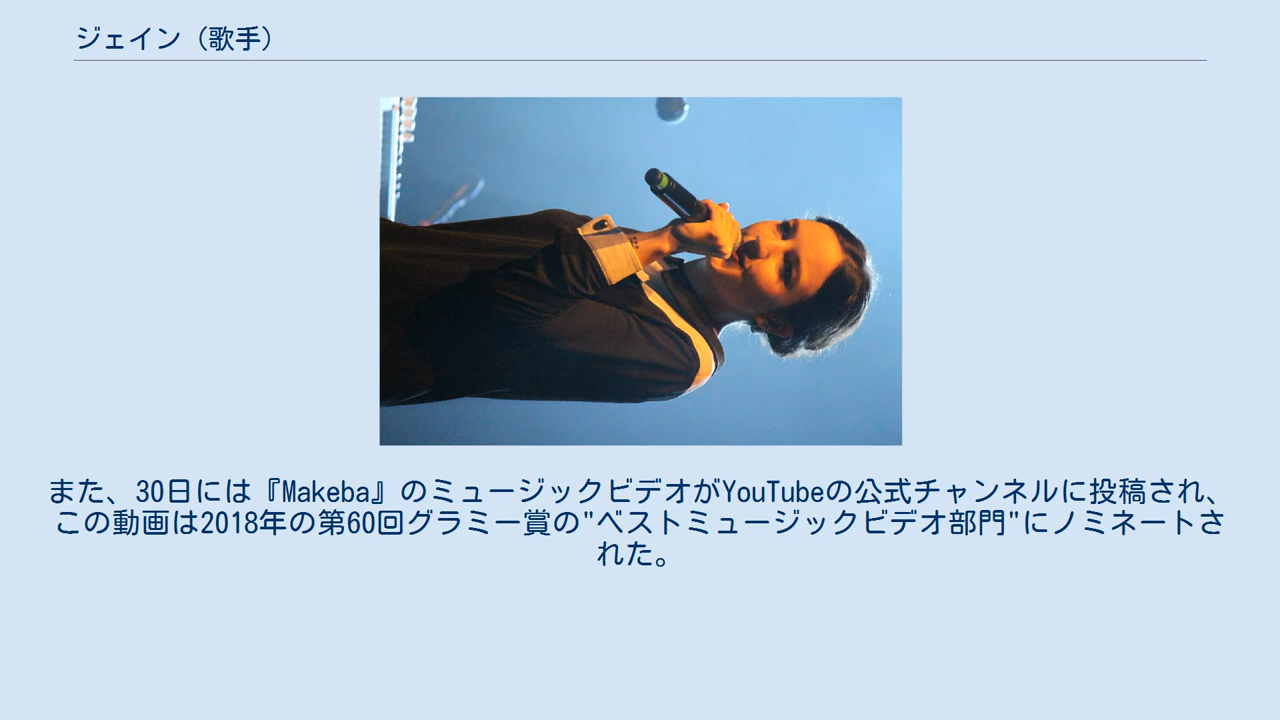 ジェイン（歌手）
また、30日には『Makeba』のミュージックビデオがYouTubeの公式チャンネルに投稿され、
この動画は2018年の第60回グラミー賞の"ベストミュージックビデオ部門"にノミネートさ
れた。